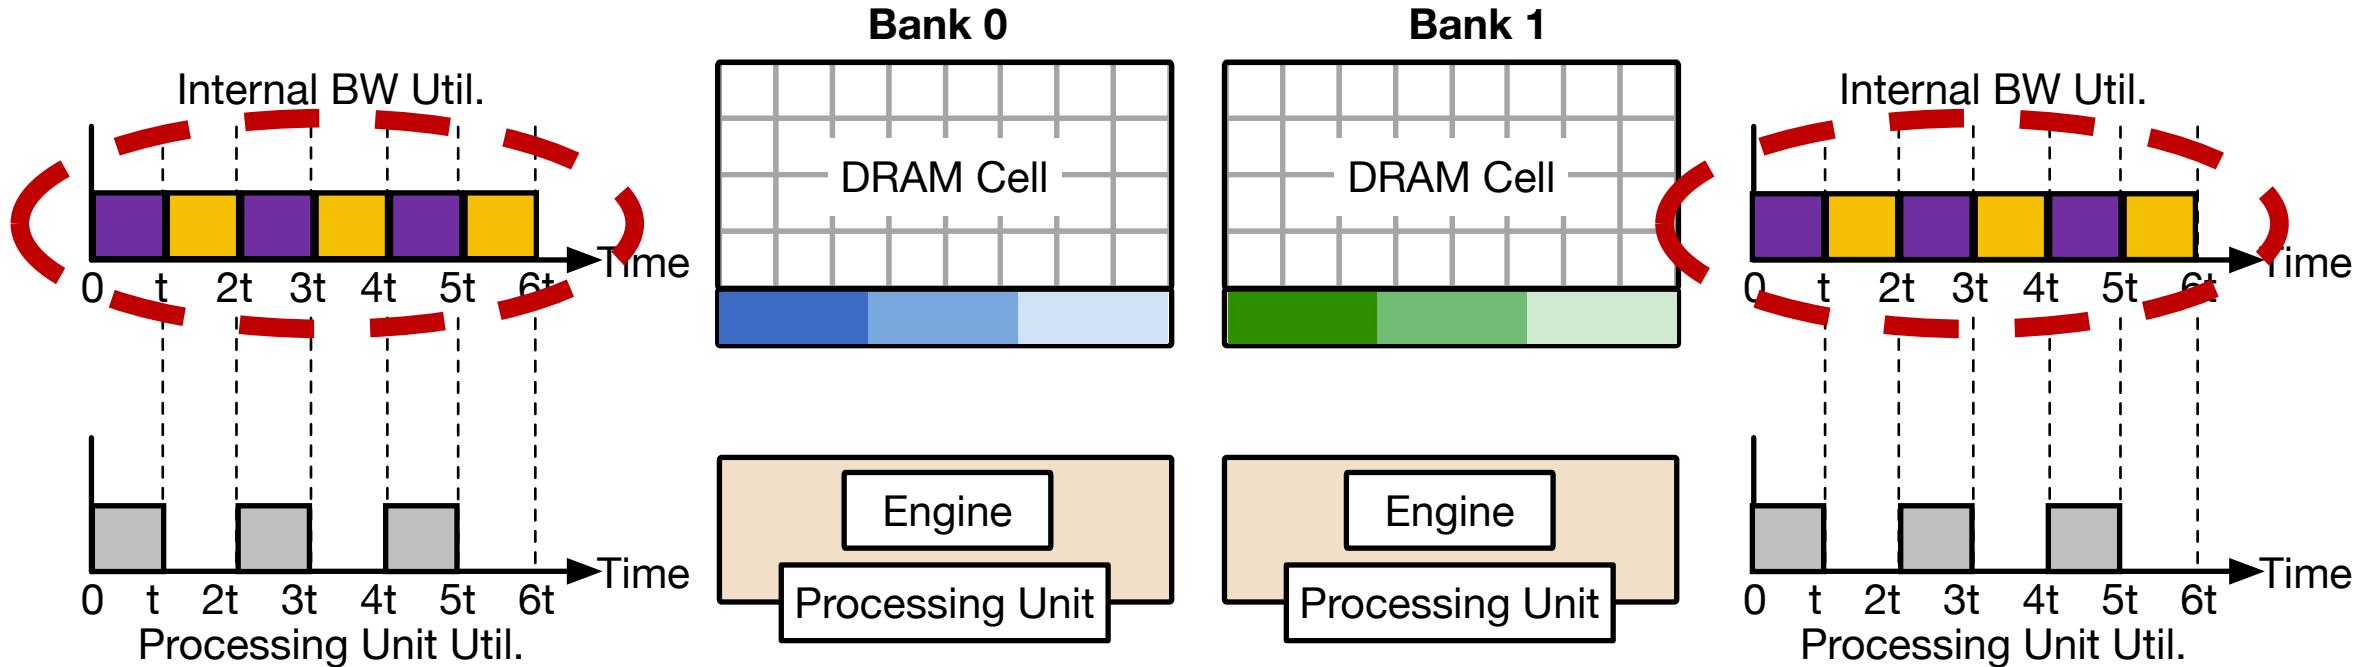 Bank 0
Bank 1
Internal BW Util.
Internal BW Util.
DRAM Cell
DRAM Cell
Time
Time
0 t 2t 3t 4t 5t 6t
0 t 2t 3t 4t 5t 6t
Engine
Engine
Time
Time
0 t 2t 3t 4t 5t 6t
Processing Unit
Processing Unit
0 t 2t 3t 4t 5t 6t
Processing Unit Util.
Processing Unit Util.